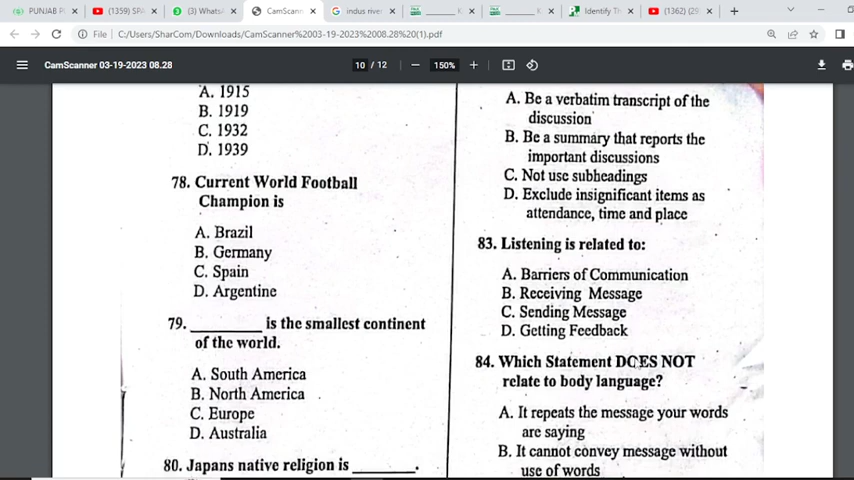 PUNJAB P
(1359) SPA
(3) Whats
CamScann
indus river
K
K
Identify Th
(1362) (29
File
C:/Users/SharCom/Downloads/CamScanner%2003-19-2023%2008.28%20(1).pdf
CamScanner 03-19-2023 08.28
10 / 12
150%
A. 1915
B. 1919
C. 1932
D. 1939
78. Current World Football
Champion is
A. Brazil
B. Germany
C. Spain
D. Argentine
79. ________ is the smallest continent
of the world.
A. South America
B. North America
C. Europe
D. Australia
80. Japans native religion is _______.
A. Be a verbatim transcript of the
discussion
B. Be a summary that reports the
important discussions
C. Not use subheadings
D. Exclude insignificant items as
attendance, time and place
83. Listening is related to:
A. Barriers of Communication
B. Receiving Message
C. Sending Message
D. Getting Feedback
84. Which Statement DOES NOT
relate to body language?
A. It repeats the message your words
are saying
B. It cannot convey message without
use of words